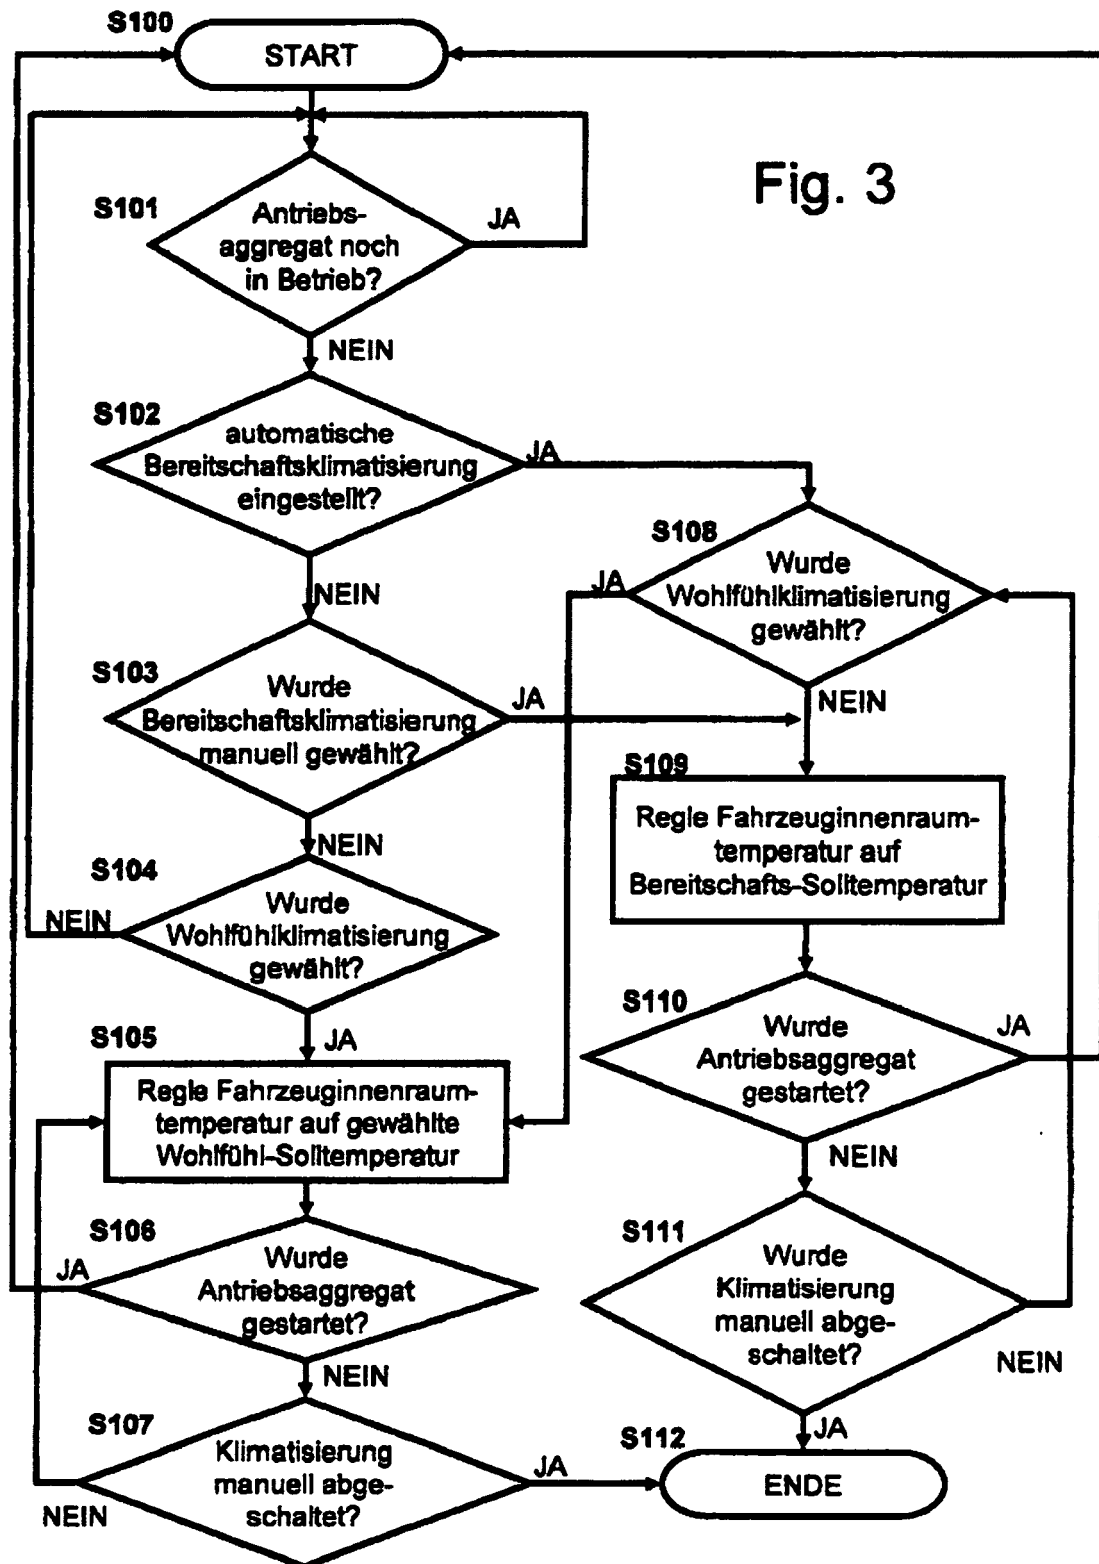 S100
START
Fig. 3
S101
Antriebs-
aggregat noch
in Betrieb?
JA
NEIN
S102
automatische
Bereitschaftsklimatisierung
eingestellt?
JA
NEIN
S103
Wurde
Bereitschaftsklimatisierung
manuell gewählt?
JA
NEIN
S104
Wurde
Wohlfühlklimatisierung
gewählt?
NEIN
JA
S105
Regle Fahrzeuginnenraum-
temperatur auf gewählte
Wohlfühl-Solltemperatur
S106
Wurde
Antriebsaggregat
gestartet?
JA
NEIN
S107
Klimatisierung
manuell abge-
schaltet?
NEIN
JA
S108
Wurde
Wohlfühlklimatisierung
gewählt?
JA
NEIN
S109
Regle Fahrzeuginnenraum-
temperatur auf
Bereitschafts-Solltemperatur
S110
Wurde
Antriebsaggregat
gestartet?
JA
NEIN
S111
Wurde
Klimatisierung
manuell abge-
schaltet?
NEIN
JA
S112
ENDE